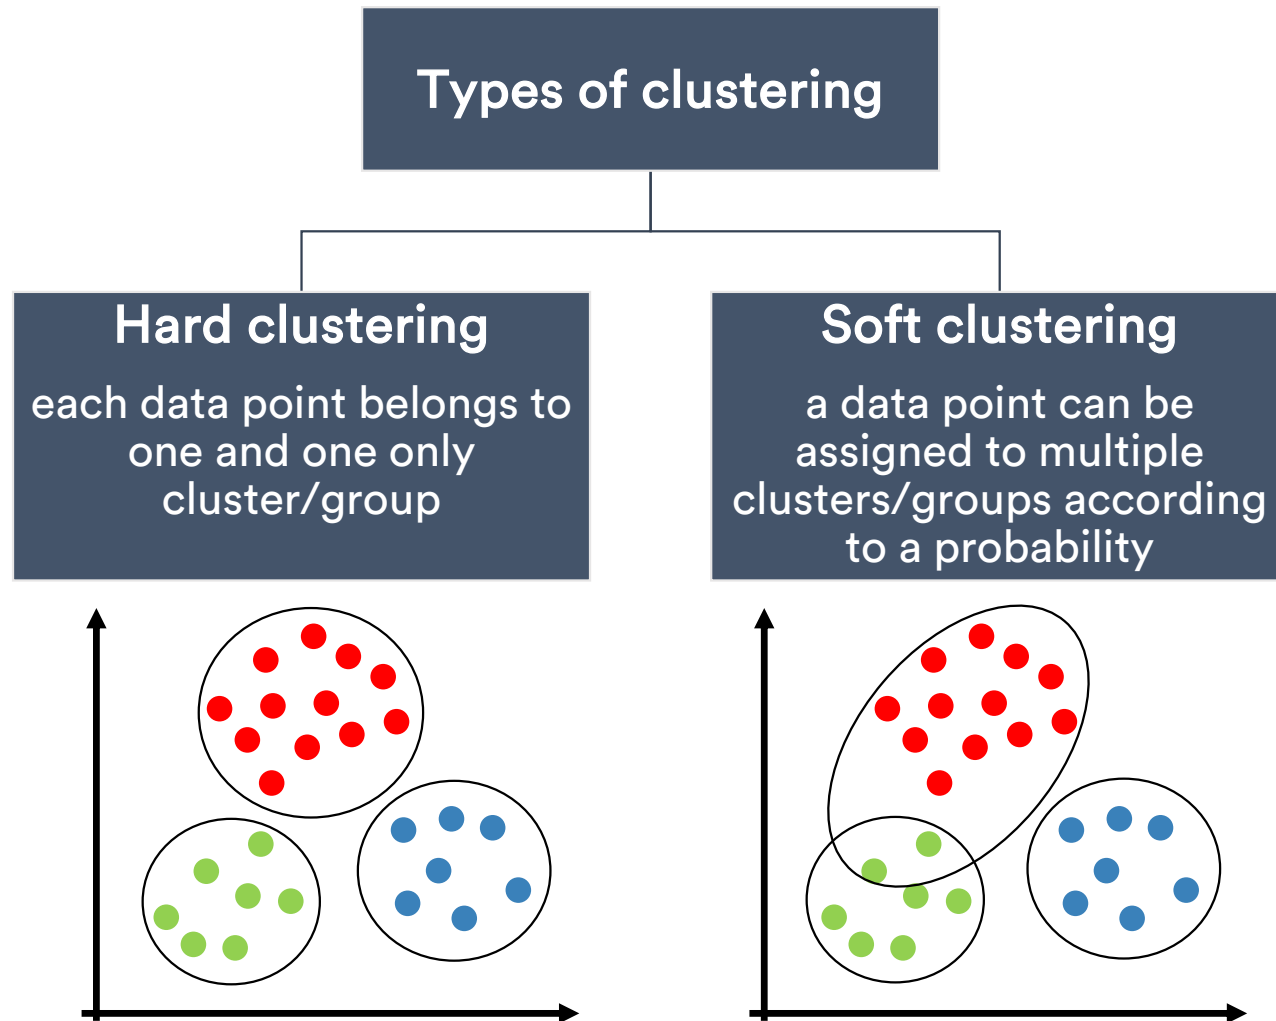 Types of clustering
Hard clustering
each data point belongs to
one and one only
cluster/group
Soft clustering
a data point can be
assigned to multiple
clusters/groups according
to a probability